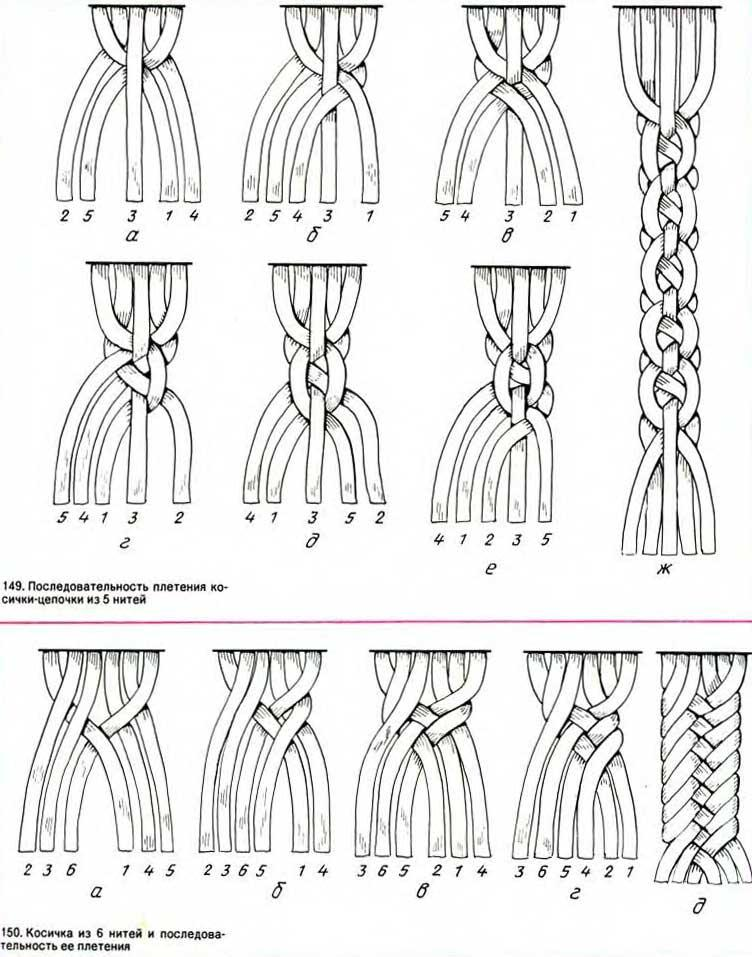 2 5 3 1 4
2 5 4 3 1
5 4 3 2 1
а
б
в
5 4 1 3 2
4 1 3 5 2
4 1 2 3 5
г
д
е
ж
149. Последовательность плетения ко-
сички-цепочки из 5 нитей
2 3 6 1 4 5
2 3 6 5 1 4
3 6 5 2 1 4
3 6 5 4 2 1
а
б
в
г
д
150. Косичка из 6 нитей и последова-
тельность ее плетения